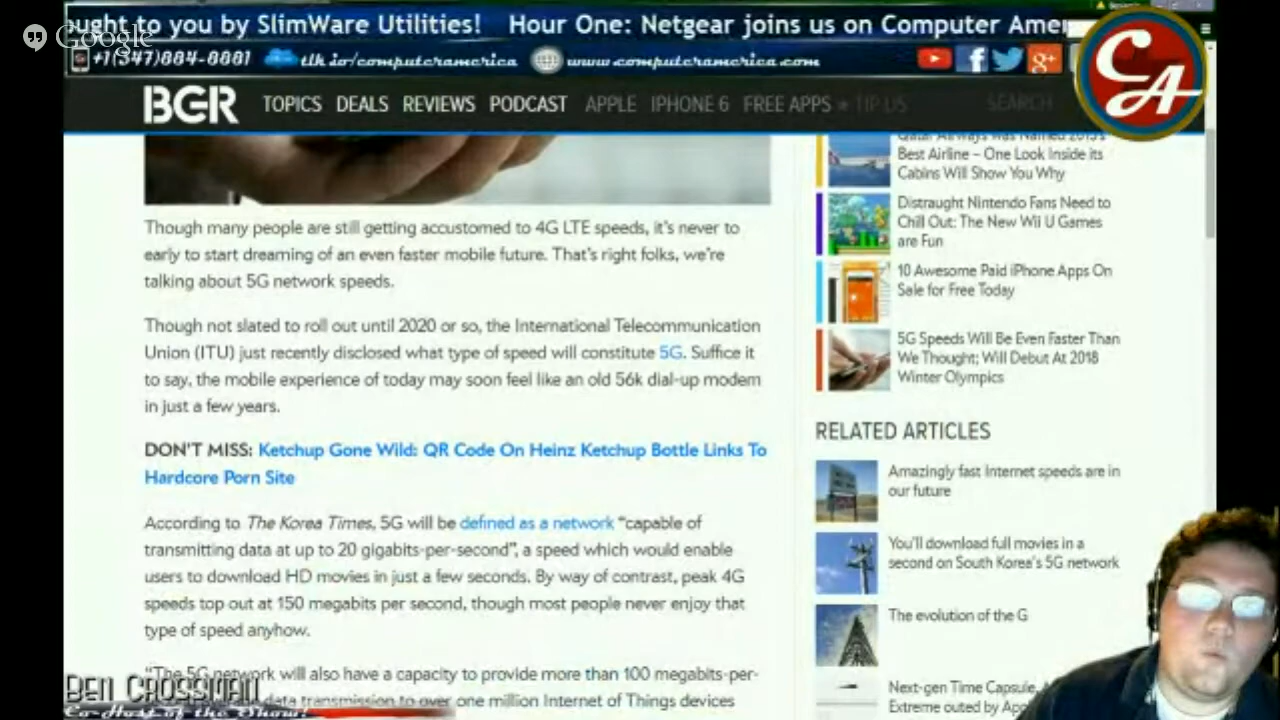 ought to you by SlimWare Utilities! Hour One: Netgear joins us on Computer Amer
Google
+1(347)884-8881 tlk.io/computeramerica www.computeramerica.com
CA
BGR TOPICS DEALS REVIEWS PODCAST APPLE IPHONE 6 FREE APPS TIP US SEARCH
Though many people are still getting accustomed to 4G LTE speeds, it's never to
early to start dreaming of an even faster mobile future. That's right folks, we're
talking about 5G network speeds.
Though not slated to roll out until 2020 or so, the International Telecommunication
Union (ITU) just recently disclosed what type of speed will constitute 5G. Suffice it
to say, the mobile experience of today may soon feel like an old 56k dial-up modem
in just a few years.
DON'T MISS: Ketchup Gone Wild: QR Code On Heinz Ketchup Bottle Links To
Hardcore Porn Site
According to The Korea Times, 5G will be defined as a network "capable of
transmitting data at up to 20 gigabits-per-second", a speed which would enable
users to download HD movies in just a few seconds. By way of contrast, peak 4G
speeds top out at 150 megabits per second, though most people never enjoy that
type of speed anyhow.
"The 5G network will also have a capacity to provide more than 100 megabits-per-
data transmission to over one million Internet of Things devices
Qatar Airways Was Named 2015's
Best Airline – One Look Inside its
Cabins Will Show You Why
Distraught Nintendo Fans Need to
Chill Out: The New Wii U Games
are Fun
10 Awesome Paid iPhone Apps On
Sale for Free Today
5G Speeds Will Be Even Faster Than
We Thought; Will Debut At 2018
Winter Olympics
RELATED ARTICLES
Amazingly fast Internet speeds are in
our future
You'll download full movies in a
second on South Korea's 5G network
The evolution of the G
Next-gen Time Capsule,
Extreme outed by
BEN CROSSMAN
Co-Host of the Show!